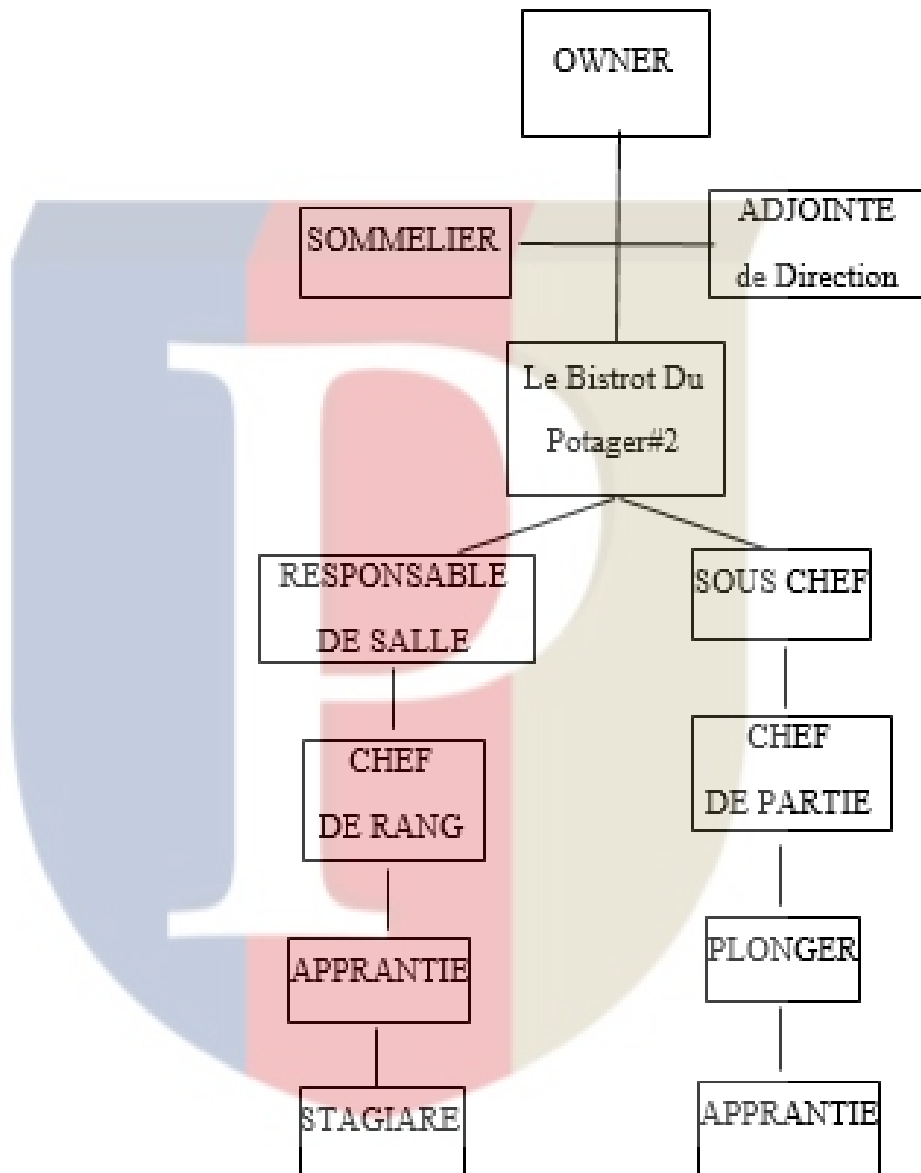 OWNER
SOMMELIER
ADJOINTE
de Direction
Le Bistrot Du
Potager#2
RESPONSABLE
DE SALLE
SOUS CHEF
CHEF
DE RANG
CHEF
DE PARTIE
APPRANTIE
PLONGER
STAGIARE
APPRANTIE
P